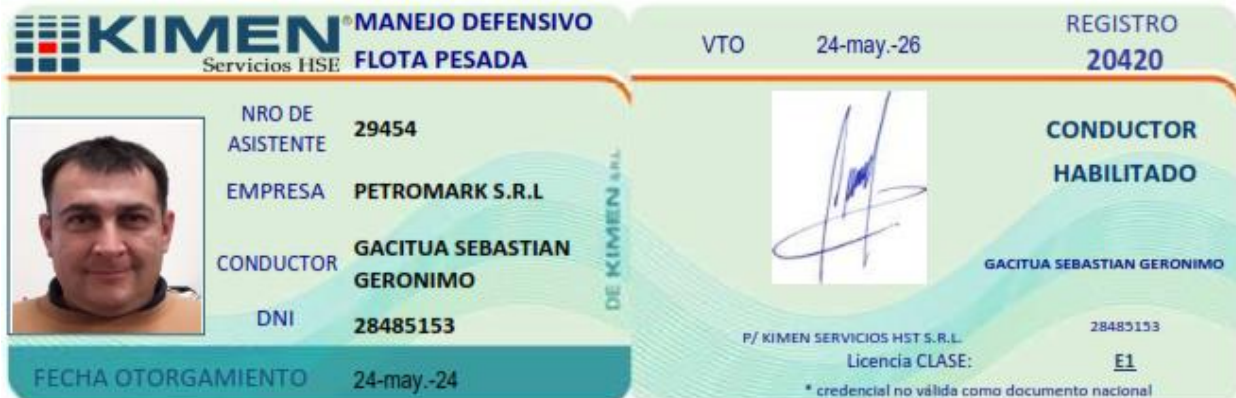 KIMEN
Servicios HSE
MANEJO DEFENSIVO
FLOTA PESADA
NRO DE
ASISTENTE
29454
EMPRESA
PETROMARK S.R.L
CONDUCTOR
GACITUA SEBASTIAN
GERONIMO
DNI
28485153
FECHA OTORGAMIENTO
24-may.-24
DE KIMEN S.R.L.
VTO
24-may.-26
REGISTRO
20420
CONDUCTOR
HABILITADO
GACITUA SEBASTIAN GERONIMO
P/ KIMEN SERVICIOS HST S.R.L.
28485153
Licencia CLASE:
E1
* credencial no válida como documento nacional